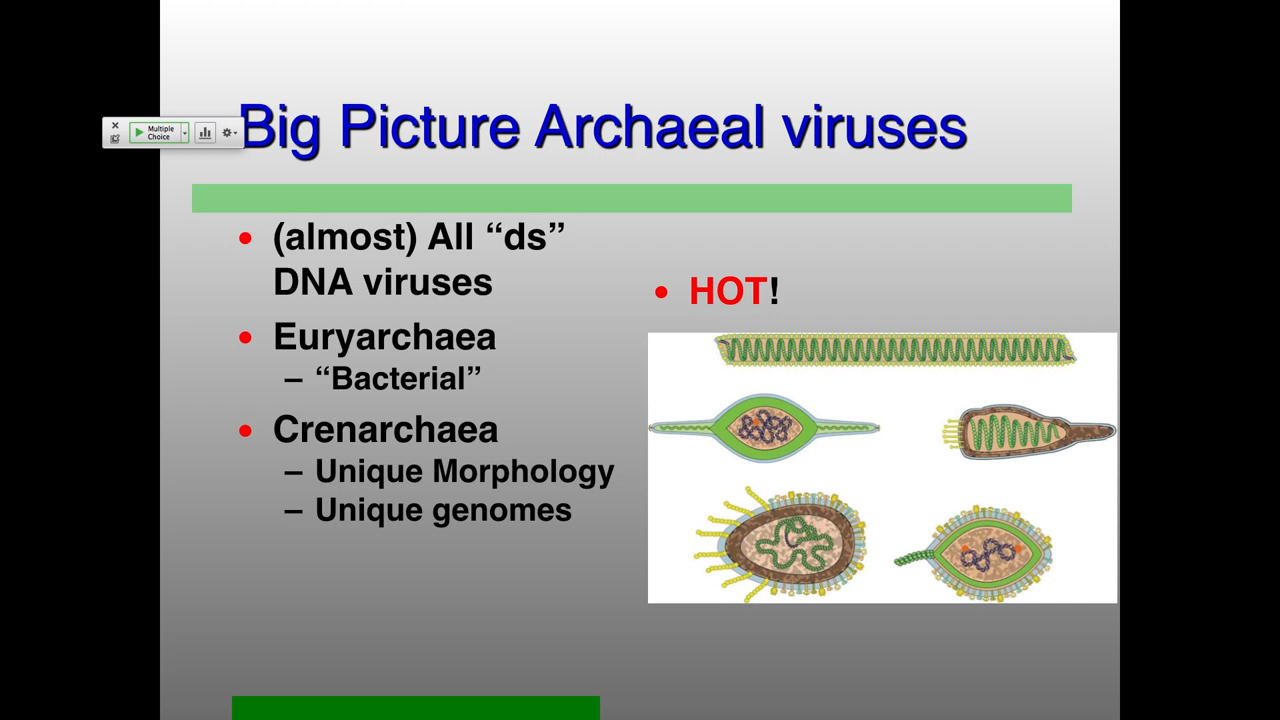 Big Picture Archaeal viruses
Multiple
Choice
• (almost) All “ds”
DNA viruses
• Euryarchaea
– “Bacterial”
• Crenarchaea
– Unique Morphology
– Unique genomes
• HOT!